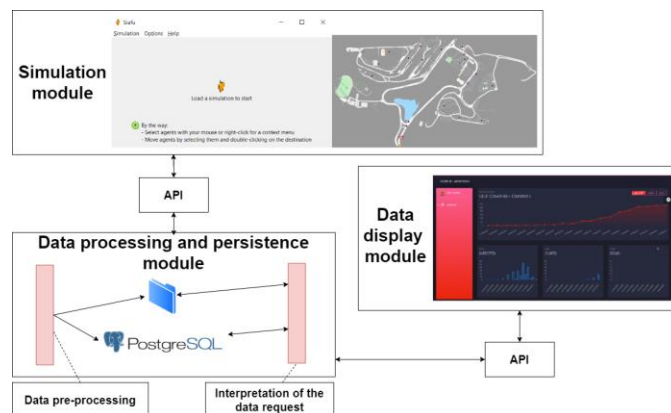 Siafu
Simulation Options Help
Simulation
module
Load a simulation to start
By the way:
- Select agents with your mouse or right-click for a context menu
- Move agents by selecting them and double-clicking on the destination
API
Data processing and persistence
module
PostgreSQL
Data
display
module
API
Data pre-processing
Interpretation of the
data request